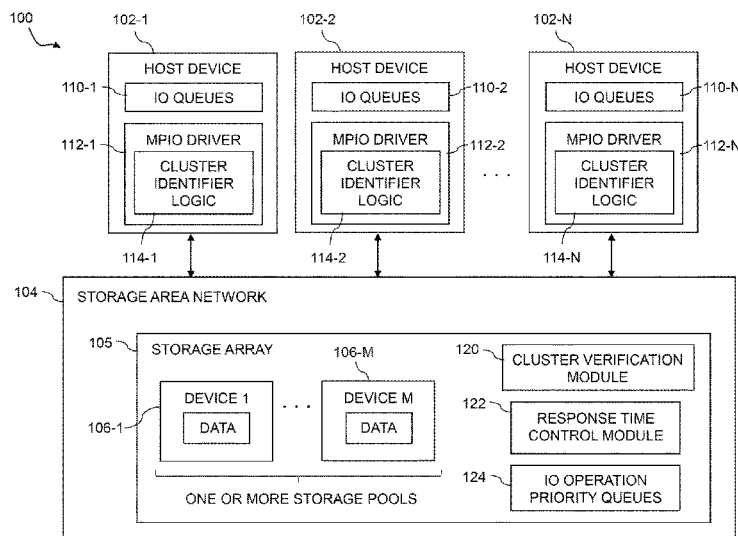 100
102-1
102-2
102-N
HOST DEVICE
HOST DEVICE
HOST DEVICE
110-1
IO QUEUES
IO QUEUES
110-2
IO QUEUES
110-N
MPIO DRIVER
MPIO DRIVER
MPIO DRIVER
112-1
112-2
112-N
CLUSTER
IDENTIFIER
LOGIC
CLUSTER
IDENTIFIER
LOGIC
. . .
CLUSTER
IDENTIFIER
LOGIC
114-1
114-2
114-N
104
STORAGE AREA NETWORK
105
STORAGE ARRAY
106-M
DEVICE 1
DATA
. . .
DEVICE M
DATA
106-1
ONE OR MORE STORAGE POOLS
120
CLUSTER VERIFICATION
MODULE
122
RESPONSE TIME
CONTROL MODULE
124
IO OPERATION
PRIORITY QUEUES